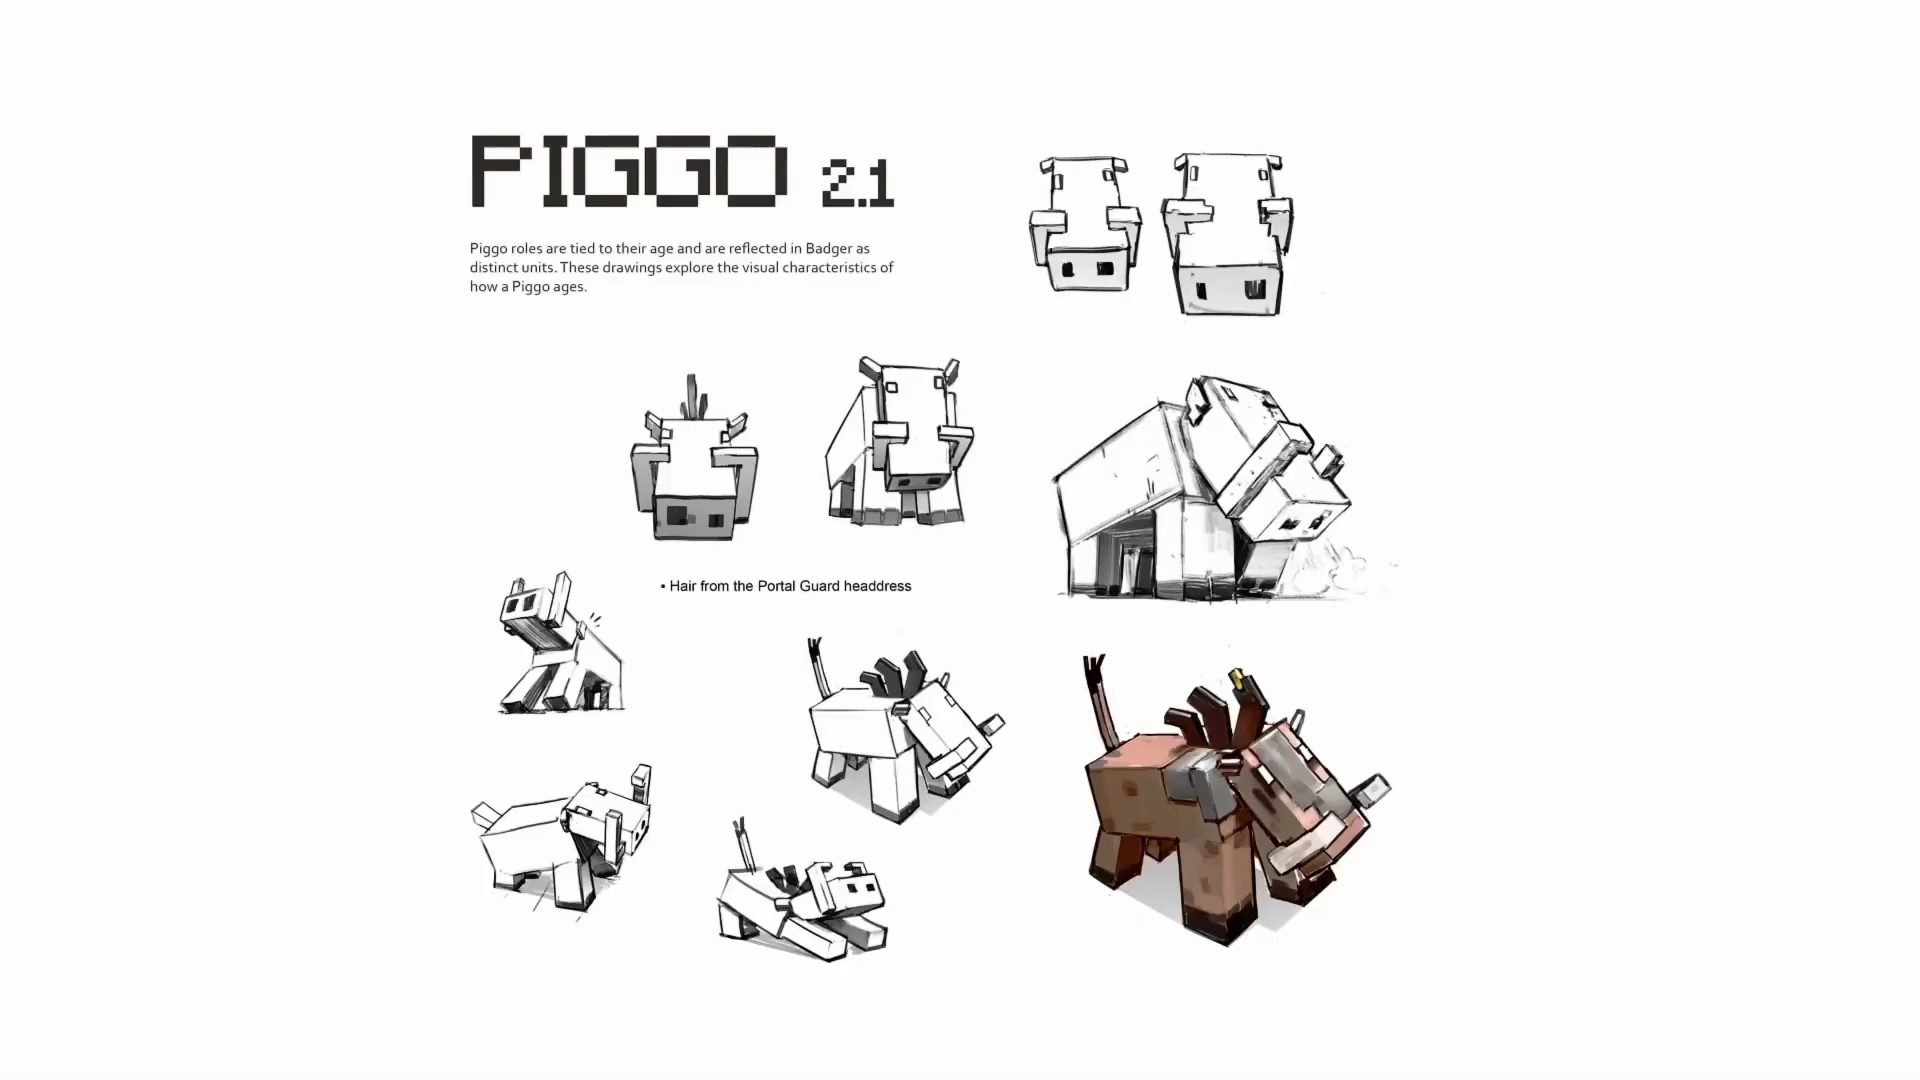 PIGGO 2.1
Piggo roles are tied to their age and are reflected in Badger as
distinct units. These drawings explore the visual characteristics of
how a Piggo ages.
• Hair from the Portal Guard headdress